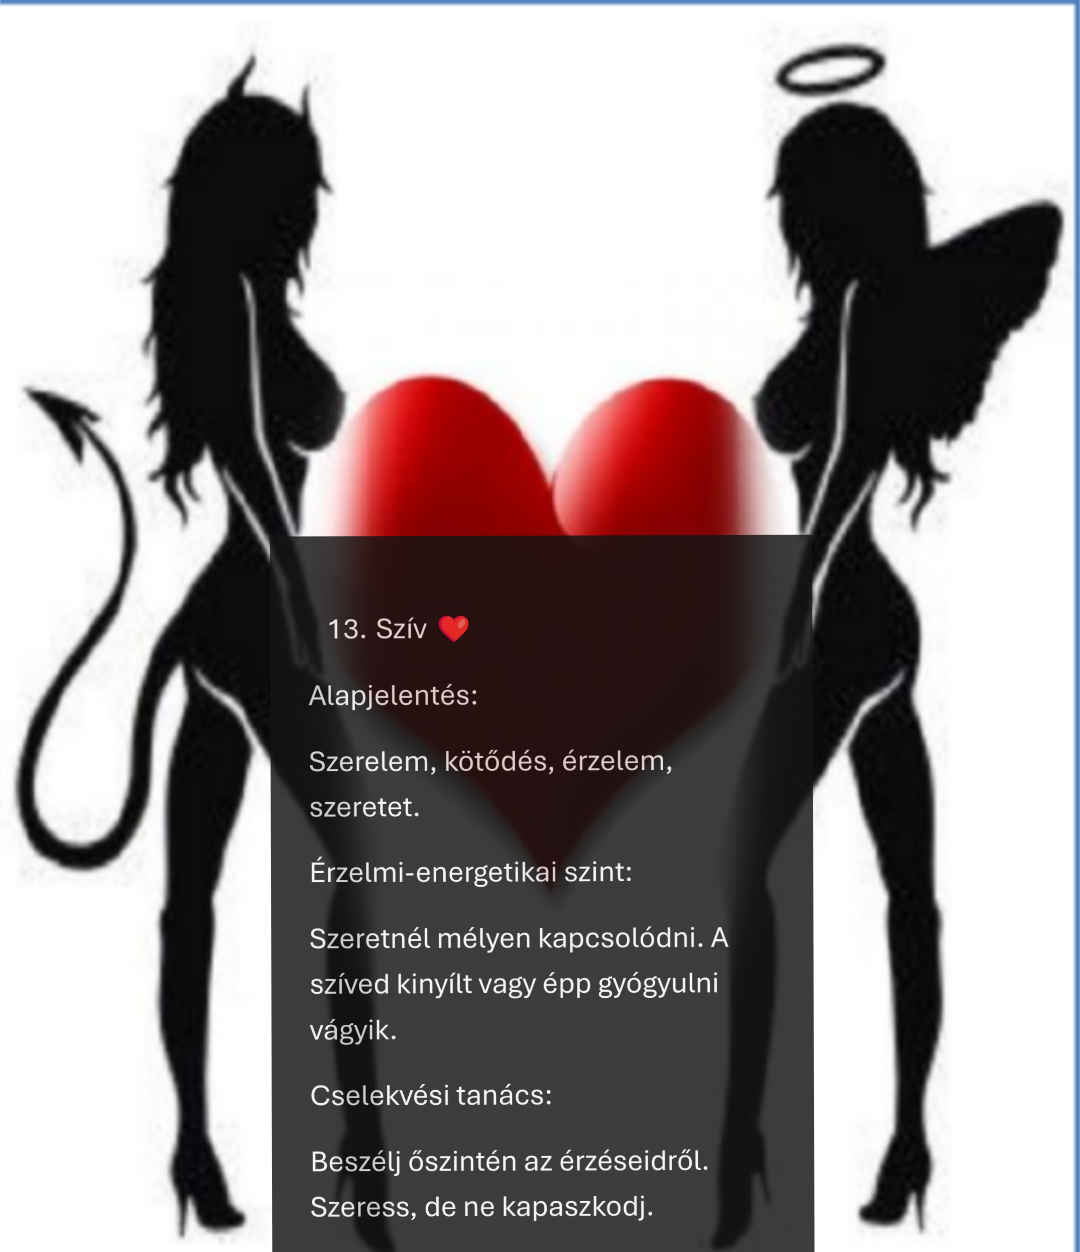 13. Szív ❤️
Alapjelentés:
Szerelem, kötődés, érzelem,
szeretet.
Érzelmi-energetikai szint:
Szeretnél mélyen kapcsolódni. A
szíved kinyílt vagy épp gyógyulni
vágyik.
Cselekvési tanács:
Beszélj őszintén az érzéseidről.
Szeress, de ne kapaszkodj.